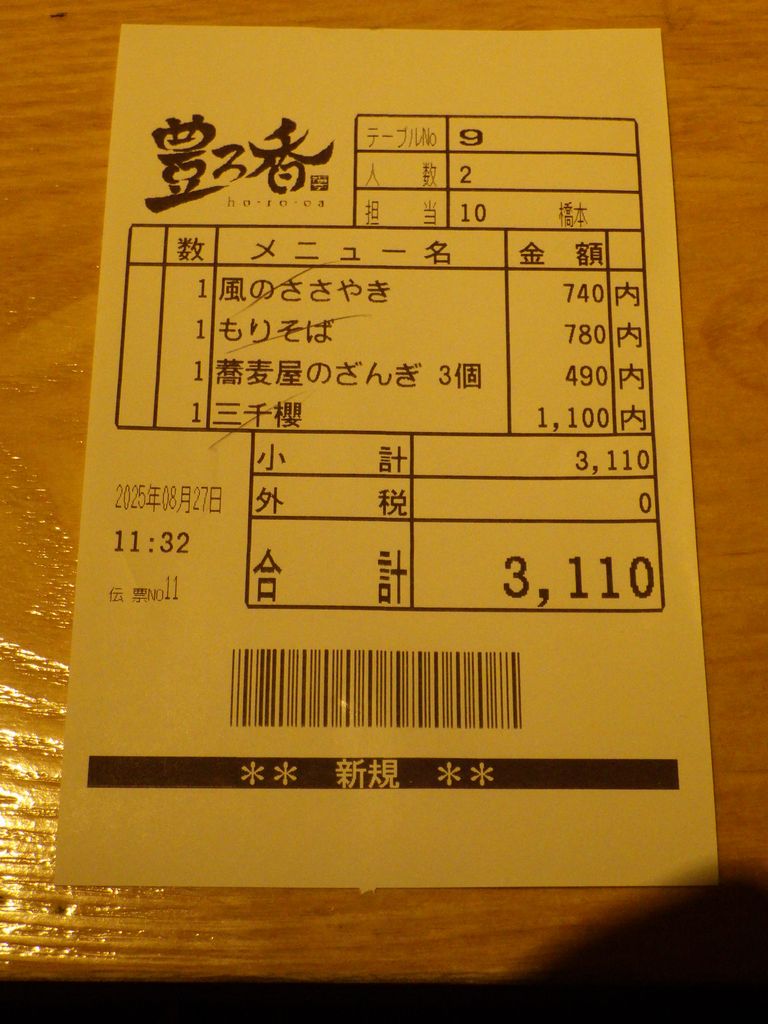 豊ろ香
ho-ro-ca
テーブルNo 9
人数 2
担当 10 橋本
数 メニュー名 金額
1 風のささやき 740 内
1 もりそば 780 内
1 蕎麦屋のざんぎ 3個 490 内
1 三千櫻 1,100 内
小計 3,110
2025年08月27日
外税 0
11:32
合計 3,110
伝票No11
** 新規 **